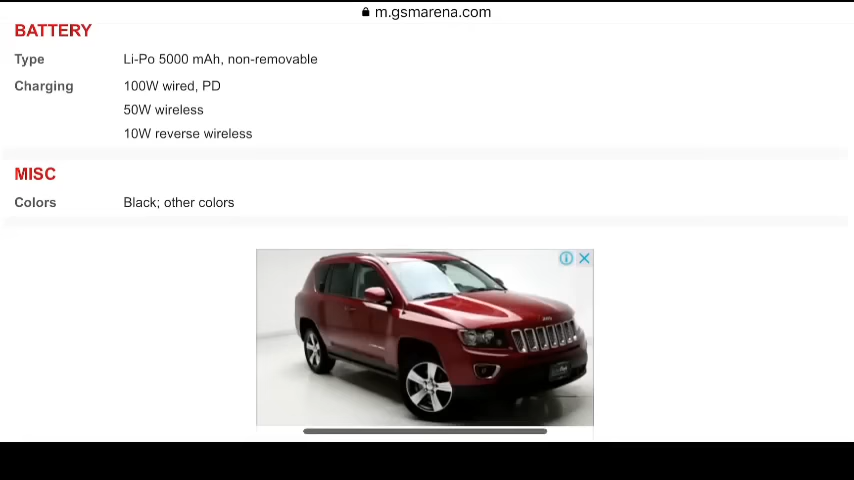 m.gsmarena.com
BATTERY
Type Li-Po 5000 mAh, non-removable
Charging 100W wired, PD
50W wireless
10W reverse wireless
MISC
Colors Black; other colors
Jeep